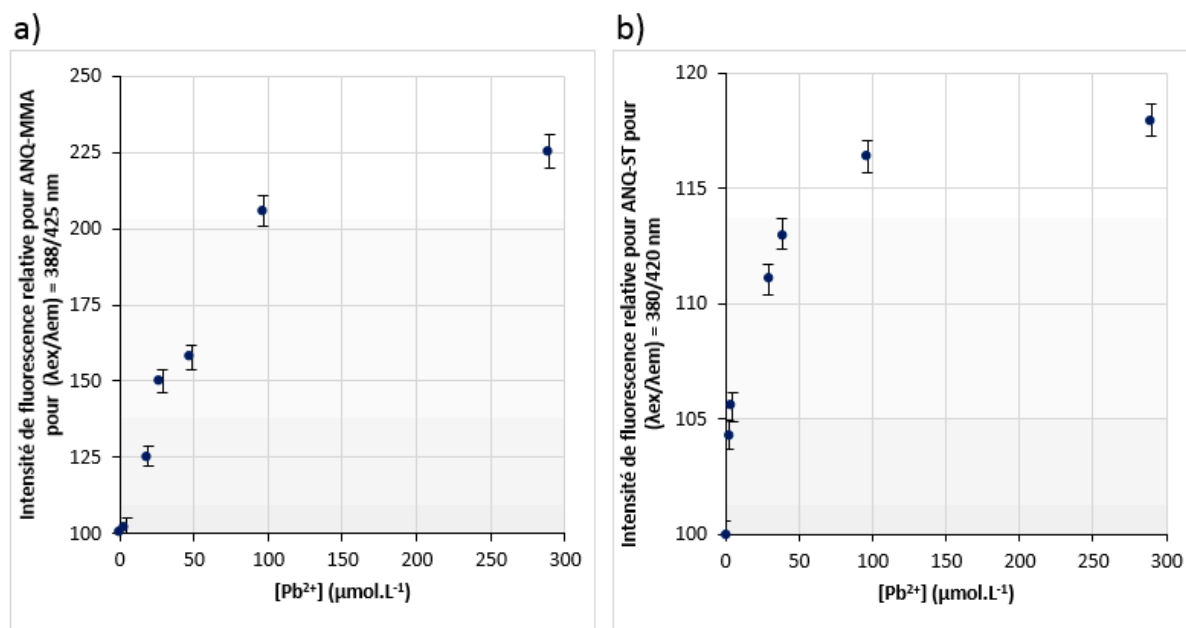 a)
Intensité de fluorescence relative pour ANQ-MMA
pour (λex/λem) = 388/425 nm
250
225
200
175
150
125
100
0 50 100 150 200 250 300
[Pb²⁺] (μmol.L⁻¹)
b)
Intensité de fluorescence relative pour ANQ-ST pour
(λex/λem) = 380/420 nm
120
115
110
105
100
0 50 100 150 200 250 300
[Pb²⁺] (μmol.L⁻¹)